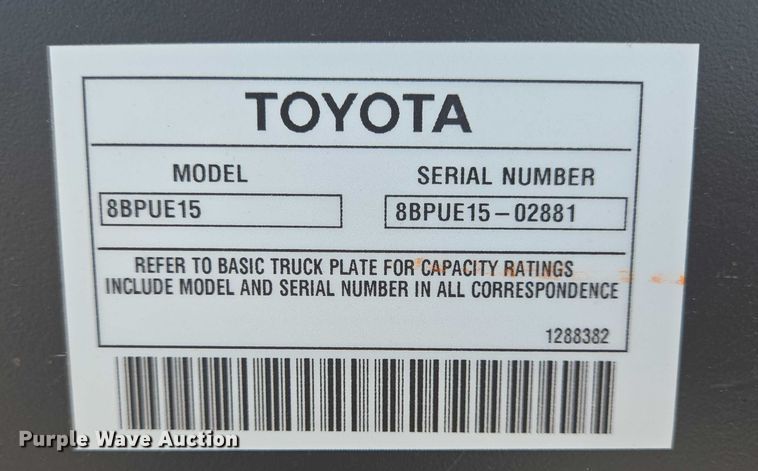 TOYOTA
MODEL SERIAL NUMBER
8BPUE15 8BPUE15-02881
REFER TO BASIC TRUCK PLATE FOR CAPACITY RATINGS
INCLUDE MODEL AND SERIAL NUMBER IN ALL CORRESPONDENCE
1288382
Purple Wave Auction